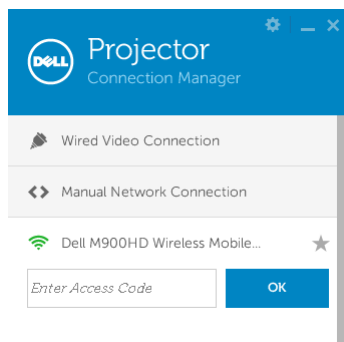 DELL
Projector
Connection Manager
Wired Video Connection
Manual Network Connection
Dell M900HD Wireless Mobile...
Enter Access Code
OK